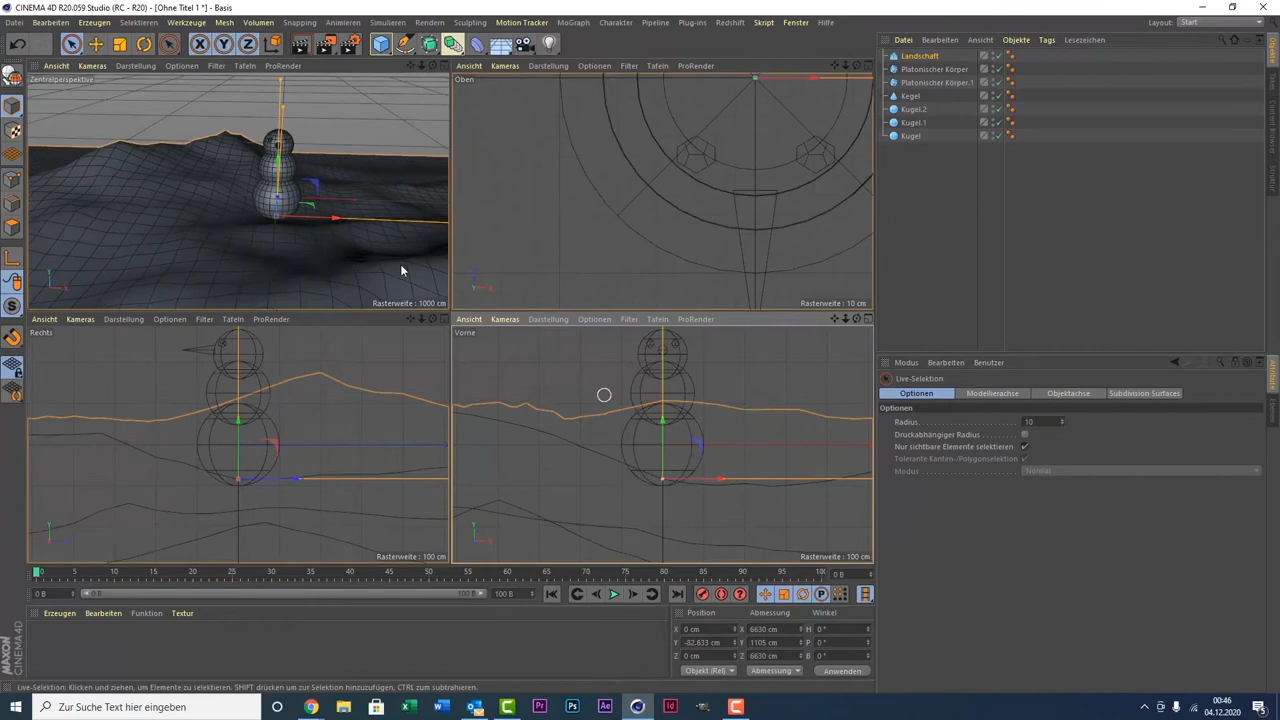 CINEMA 4D R20.059 Studio (RC - R20) - [Ohne Titel 1 *] - Basis
Datei Bearbeiten Erzeugen Selektieren Werkzeuge Mesh Volumen Snapping Animieren Simulieren Rendern Sculpting Motion Tracker MoGraph Charakter Pipeline Plug-ins Redshift Skript Fenster Hilfe Layout: Start
Datei Bearbeiten Ansicht Objekte Tags Lesezeichen
Landschaft
Platonischer Körper
Platonischer Körper.1
Kegel
Kugel.2
Kugel.1
Kugel
Objekte
Content Browser
Struktur
Ansicht Kameras Darstellung Optionen Filter Tafeln ProRender
Zentralperspektive
Rasterweite : 1000 cm
Ansicht Kameras Darstellung Optionen Filter Tafeln ProRender
Oben
Rasterweite : 10 cm
Ansicht Kameras Darstellung Optionen Filter Tafeln ProRender
Rechts
Rasterweite : 100 cm
Ansicht Kameras Darstellung Optionen Filter Tafeln ProRender
Vorne
Rasterweite : 100 cm
Modus Bearbeiten Benutzer
Live-Selektion
Optionen Modellierachse Objektachse Subdivision Surfaces
Optionen
Radius 10
Druckabhängiger Radius
Nur sichtbare Elemente selektieren
Tolerante Kanten-/Polygonselektion
Modus Normal
Attribute
Ebenen
0 5 10 15 20 25 30 35 40 45 50 52 60 65 70 75 80 85 90 95 100 0 B
0 B 0 B 100 B 100 B
Erzeugen Bearbeiten Funktion Textur
Position Abmessung Winkel
X 0 cm X 6630 cm H 0 °
Y -82.633 cm Y 1105 cm P 0 °
Z 0 cm Z 6630 cm B 0 °
Objekt (Rel) Abmessung Anwenden
MAXON CINEMA 4D
Live-Selektion: Klicken und ziehen, um Elemente zu selektieren. SHIFT drücken um zur Selektion hinzuzufügen, CTRL zum subtrahieren.
Zur Suche Text hier eingeben
00:46
04.12.2020